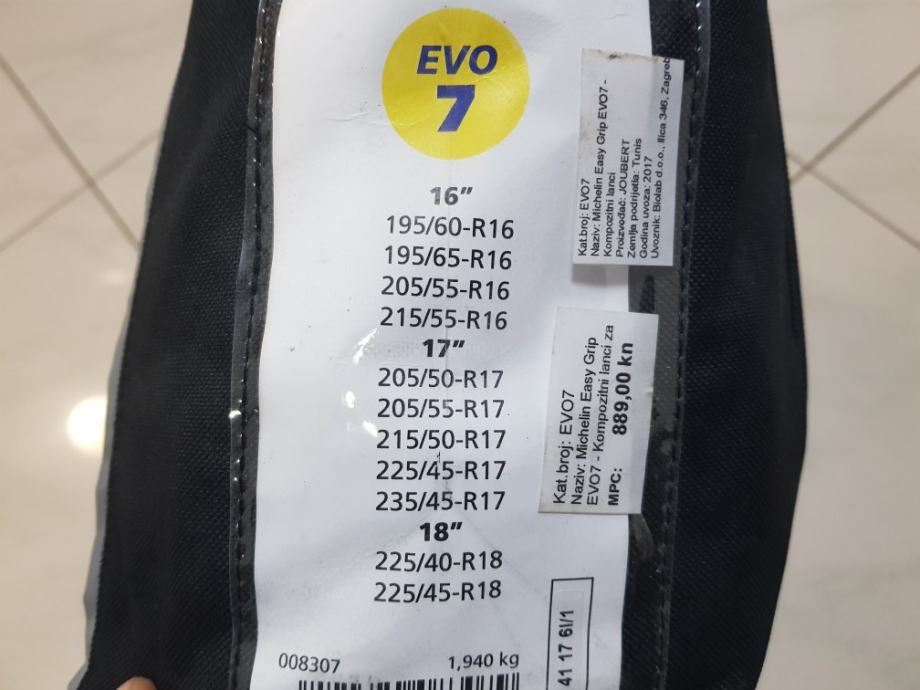 EVO
7
16”
195/60-R16
195/65-R16
205/55-R16
215/55-R16
17”
205/50-R17
205/55-R17
215/50-R17
225/45-R17
235/45-R17
18”
225/40-R18
225/45-R18
008307
1,940 kg
Kat.broj: EVO7
Naziv: Michelin Easy Grip EVO7 -
Kompozitni lanci
Proizvođač: JOUBERT
Zemlja podrijetla: Tunis
Godina uvoza: 2017
Uvoznik: Biolab d.o.o., Ilica 346, Zagreb
Kat.broj: EVO7
Naziv: Michelin Easy Grip
EVO7 - Kompozitni lanci za
MPC: 889,00 kn
41 17 6I/1